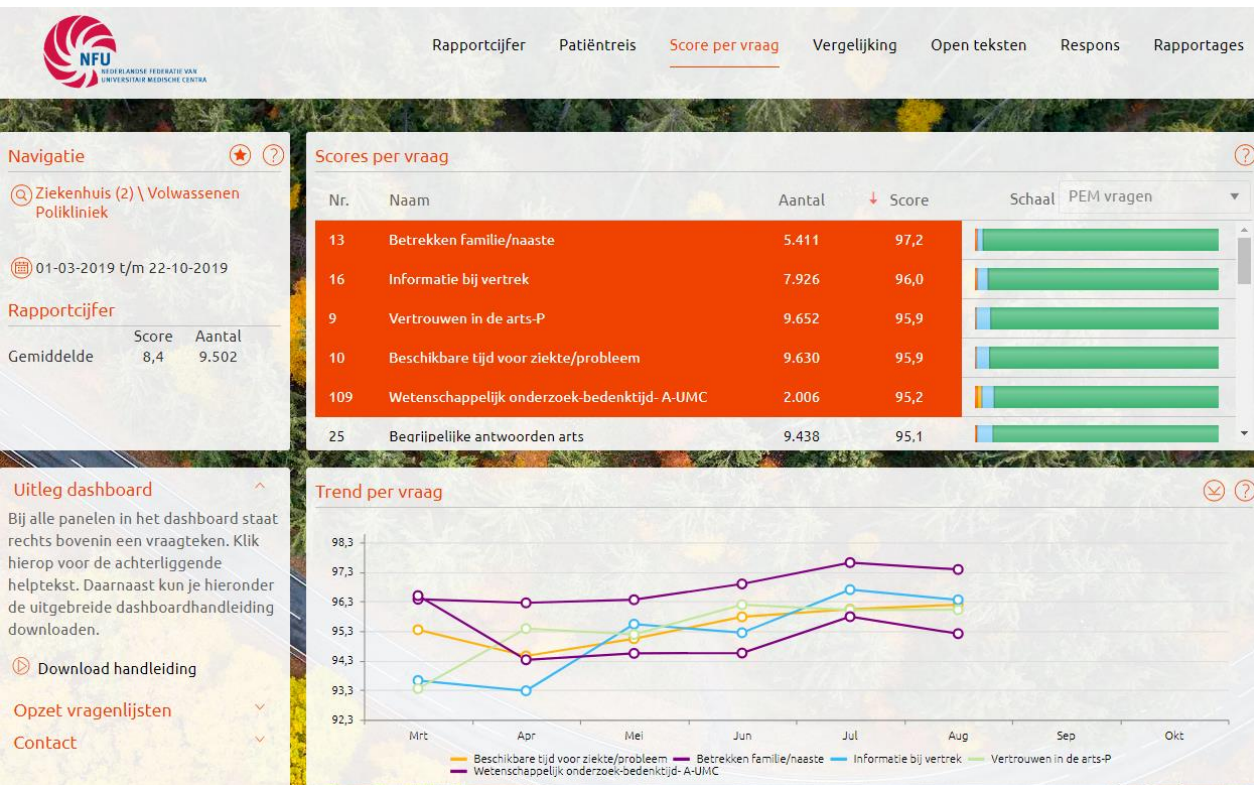 NFU
NEDERLANDSE FEDERATIE VAN
UNIVERSITAIR MEDISCHE CENTRA
Rapportcijfer Patiëntreis Score per vraag Vergelijking Open teksten Respons Rapportages
Navigatie
Ziekenhuis (2) \ Volwassenen
Polikliniek
01-03-2019 t/m 22-10-2019
Rapportcijfer
Score Aantal
Gemiddelde 8,4 9.502
Scores per vraag
Nr. Naam Aantal Score Schaal PEM vragen
13 Betrekken familie/naaste 5.411 97,2
16 Informatie bij vertrek 7.926 96,0
9 Vertrouwen in de arts-P 9.652 95,9
10 Beschikbare tijd voor ziekte/probleem 9.630 95,9
109 Wetenschappelijk onderzoek-bedenktijd- A-UMC 2.006 95,2
25 Begrijpelijke antwoorden arts 9.438 95,1
Uitleg dashboard
Bij alle panelen in het dashboard staat
rechts bovenin een vraagteken. Klik
hierop voor de achterliggende
helptekst. Daarnaast kun je hieronder
de uitgebreide dashboardhandleiding
downloaden.
Download handleiding
Opzet vragenlijsten
Contact
Trend per vraag
98,3
97,3
96,3
95,3
94,3
93,3
92,3
Mrt Apr Mei Jun Jul Aug Sep Okt
Beschikbare tijd voor ziekte/probleem Betrekken familie/naaste Informatie bij vertrek Vertrouwen in de arts-P
Wetenschappelijk onderzoek-bedenktijd- A-UMC